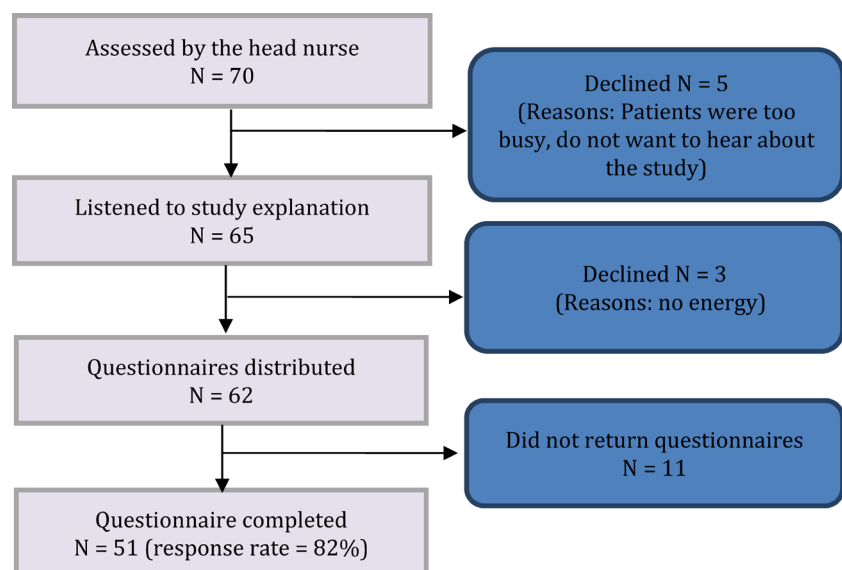 Assessed by the head nurse
N = 70
Declined N = 5
(Reasons: Patients were too
busy, do not want to hear about
the study)
Listened to study explanation
N = 65
Declined N = 3
(Reasons: no energy)
Questionnaires distributed
N = 62
Did not return questionnaires
N = 11
Questionnaire completed
N = 51 (response rate = 82%)